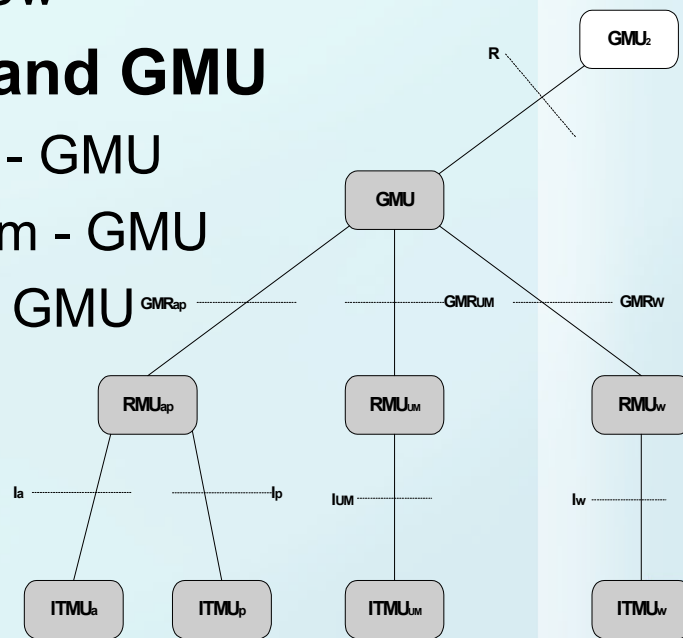 and GMU
- GMU
m - GMU
GMU
GMU2
R
GMU
GMRap
GMRUM
GMRW
RMUap
RMUUM
RMUw
Ia
Ip
IUM
Iw
ITMUa
ITMUp
ITMUUM
ITMUw